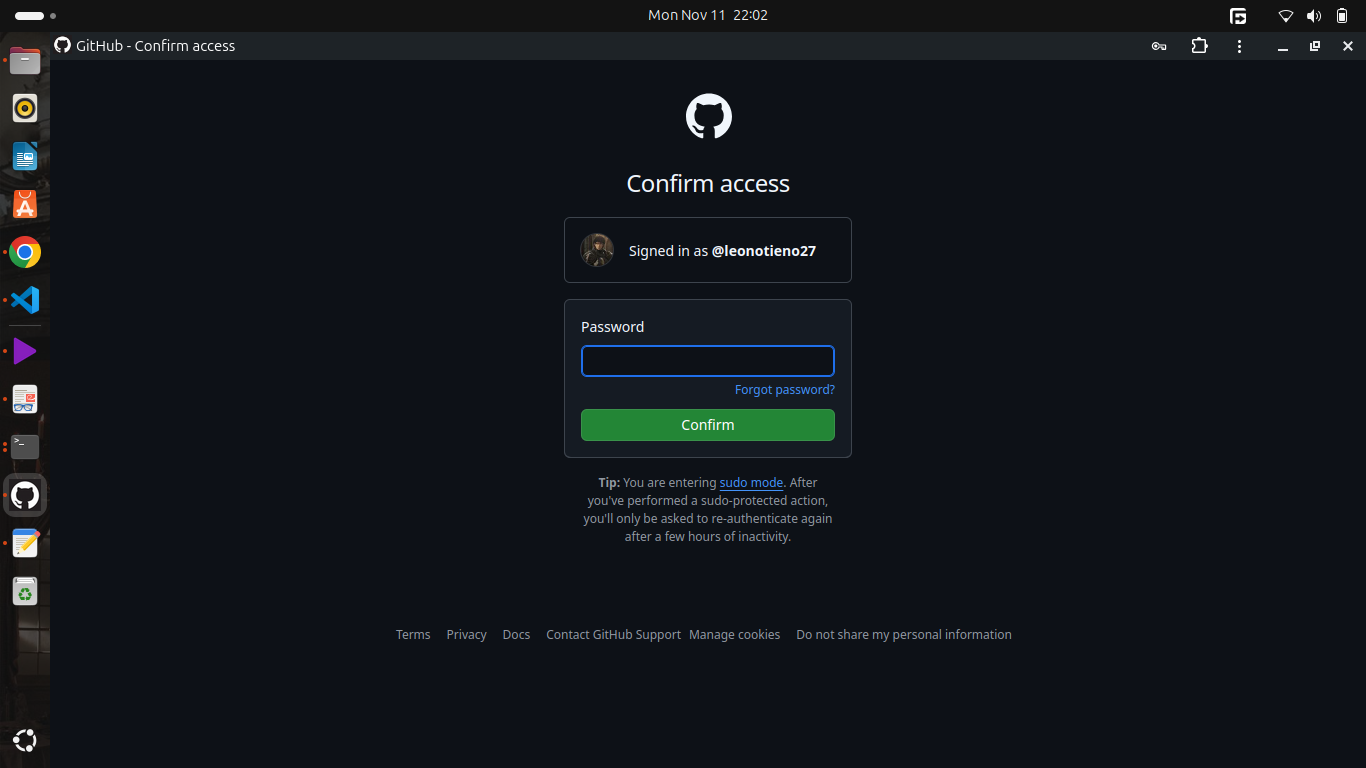 Mon Nov 11 22:02
GitHub - Confirm access
Confirm access
Signed in as @leonotieno27
Password
Forgot password?
Confirm
Tip: You are entering sudo mode. After
you've performed a sudo-protected action,
you'll only be asked to re-authenticate again
after a few hours of inactivity.
Terms Privacy Docs Contact GitHub Support Manage cookies Do not share my personal information